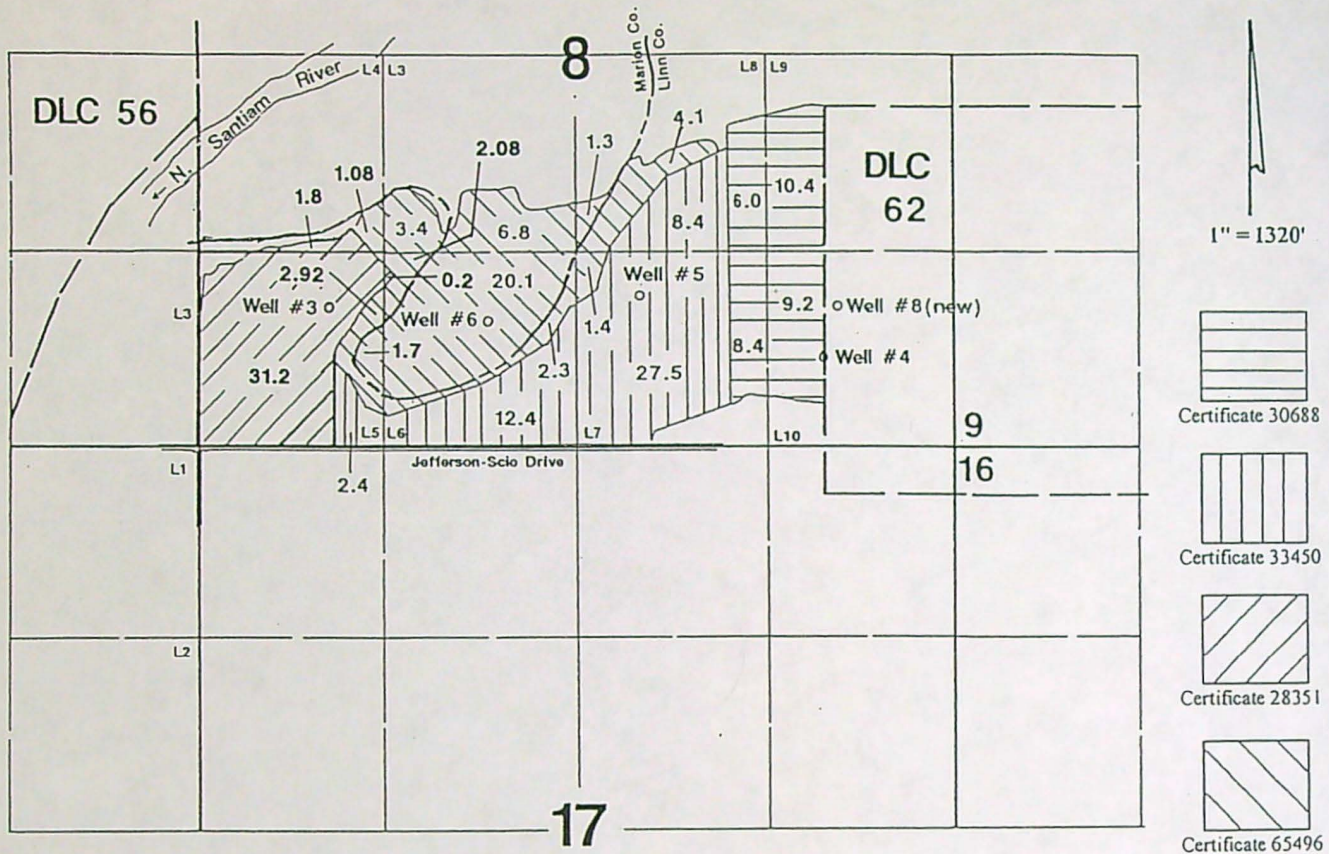 8
Marion Co.
Linn Co.
L4 L3
L8 L9
N. Santiam River
DLC 56
DLC
62
4.1
1.3
2.08
1.08
1.8
3.4
6.8
8.4
6.0
10.4
2.92
0.2
20.1
Well #5
Well #3
Well #6
L3
1.4
9.2
Well #8(new)
8.4
Well #4
1.7
2.3
27.5
31.2
12.4
L5 L6
L7
L10
9
Jefferson-Scio Drive
16
L1
2.4
L2
17
1" = 1320'
Certificate 30688
Certificate 33450
Certificate 28351
Certificate 65496